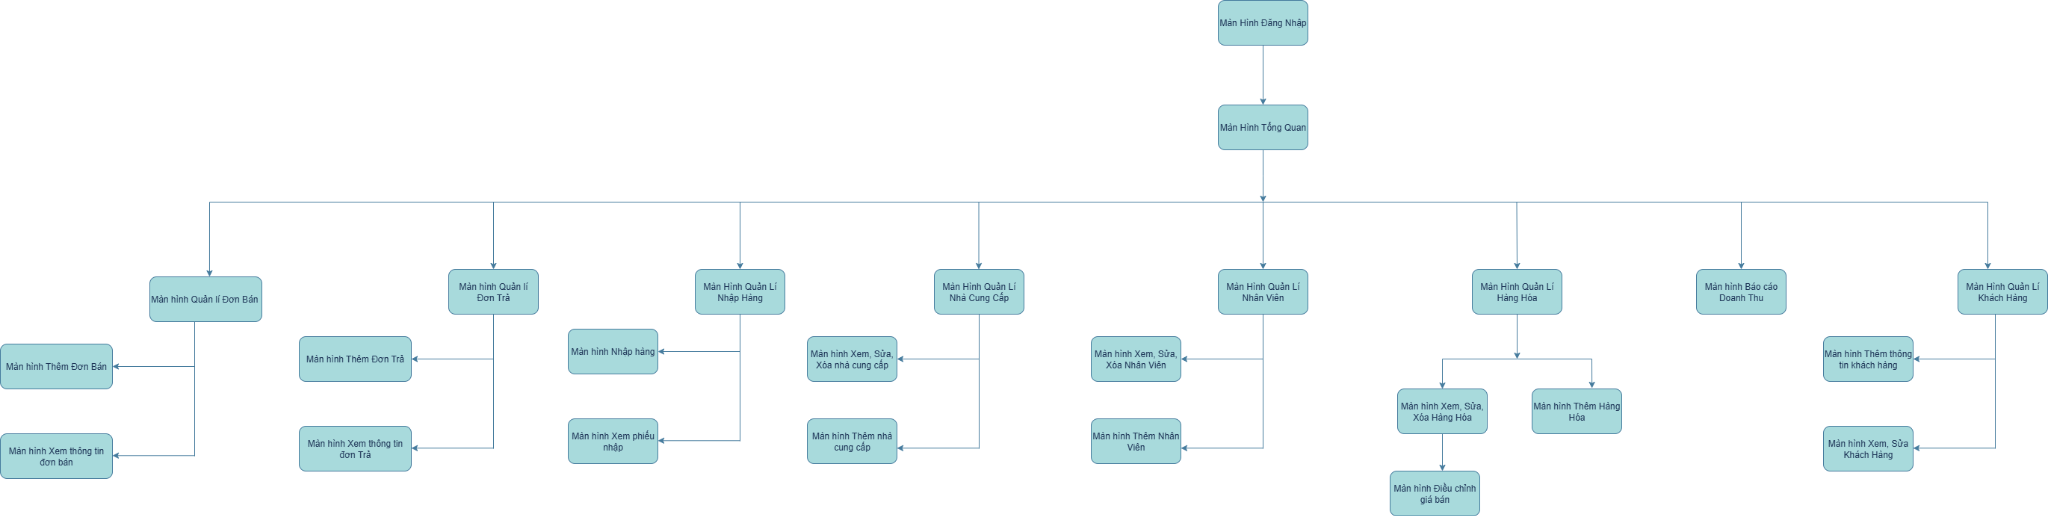 Màn Hình Đăng Nhập
Màn Hình Tổng Quan
Màn hình Quản lí Đơn Bán
Màn hình Quản lí
Đơn Trả
Màn Hình Quản Lí
Nhập Hàng
Màn Hình Quản Lí
Nhà Cung Cấp
Màn Hình Quản Lí
Nhân Viên
Màn Hình Quản Lí
Hàng Hòa
Màn hình Báo cáo
Doanh Thu
Màn Hình Quản Lí
Khách Hàng
Màn hình Thêm Đơn Bán
Màn hình Xem thông tin
đơn bán
Màn hình Thêm Đơn Trả
Màn hình Xem thông tin
đơn Trả
Màn hình Nhập hàng
Màn hình Xem phiếu
nhập
Màn hình Xem, Sửa,
Xóa nhà cung cấp
Màn hình Thêm nhà
cung cấp
Màn hình Xem, Sửa,
Xóa Nhân Viên
Màn hình Thêm Nhân
Viên
Màn hình Xem, Sửa,
Xóa Hàng Hòa
Màn hình Thêm Hàng
Hòa
Màn hình Điều chỉnh
giá bán
Màn hình Thêm thông
tin khách hàng
Màn hình Xem, Sửa
Khách Hàng